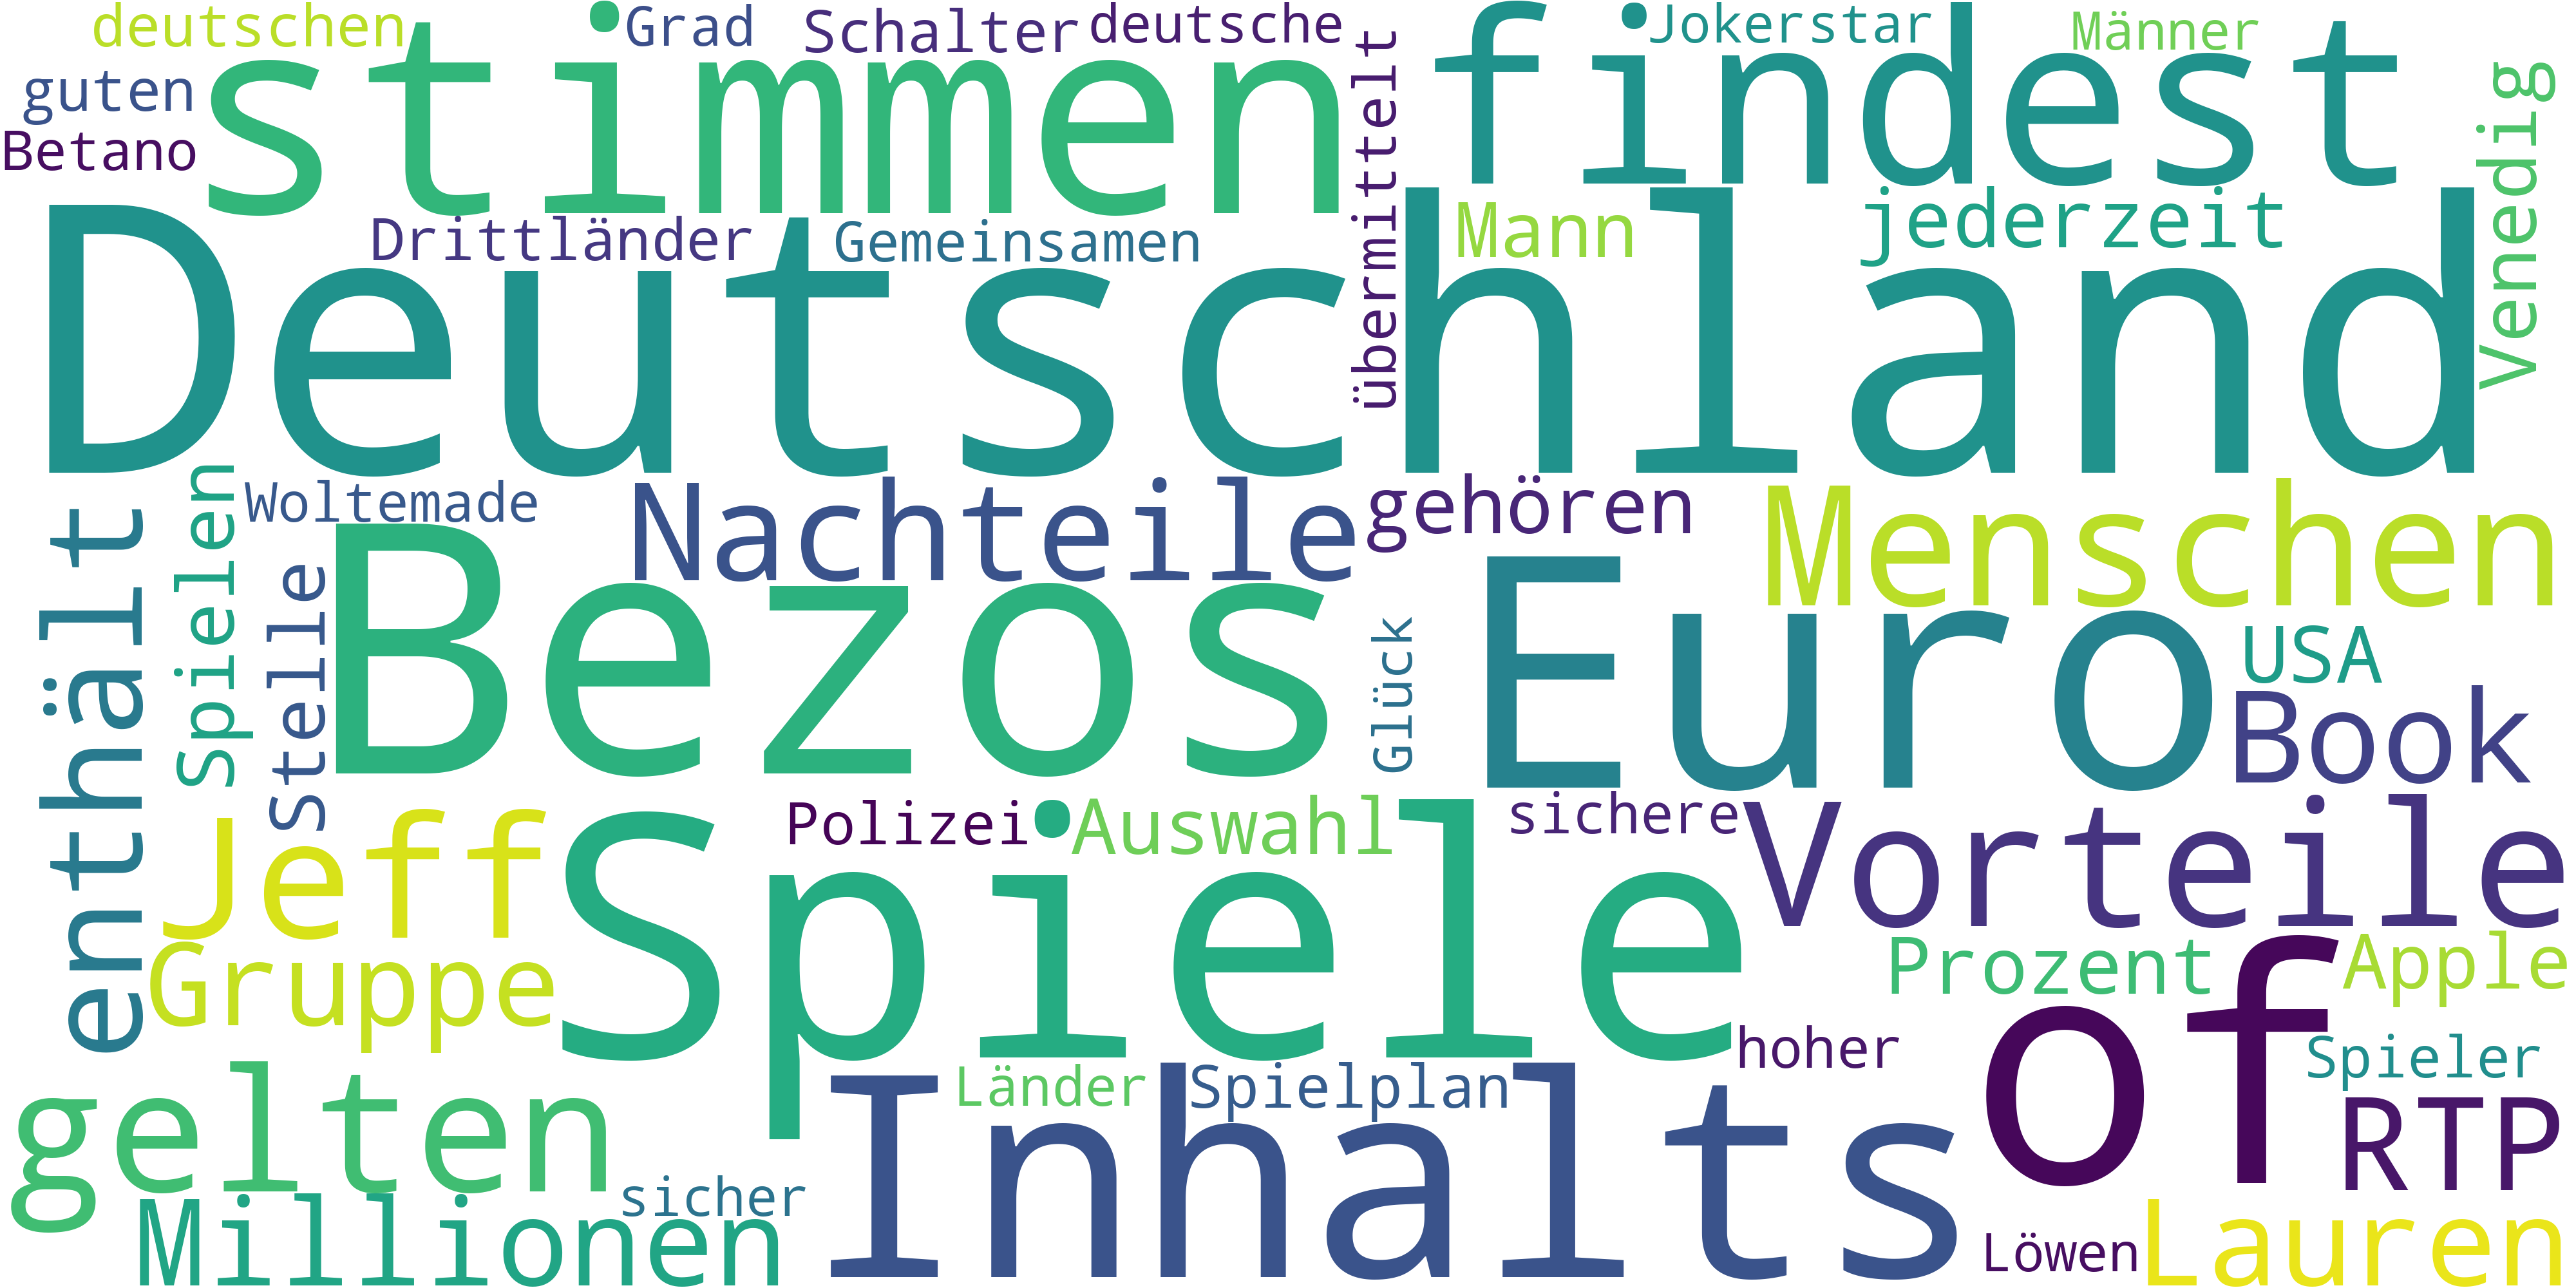 deutschen
Grad
Schalter
deutsche
Jokerstar
Männer
guten
stimmen
findest
Betano
übermittelt
Venedig
Drittländer
Gemeinsamen
Mann
jederzeit
Deutschland
enthält
Spielen
Woltemade
Nachteile
gehören
Menschen
Stelle
Bezos
Glück
Euro
USA
Book
Jeff
Polizei
Auswahl
sichere
Vorteile
Gruppe
Spiele
Prozent
Apple
of
gelten
Länder
Spielplan
hoher
Spieler
Inhalts
RTP
Millionen
sicher
Löwen
Lauren